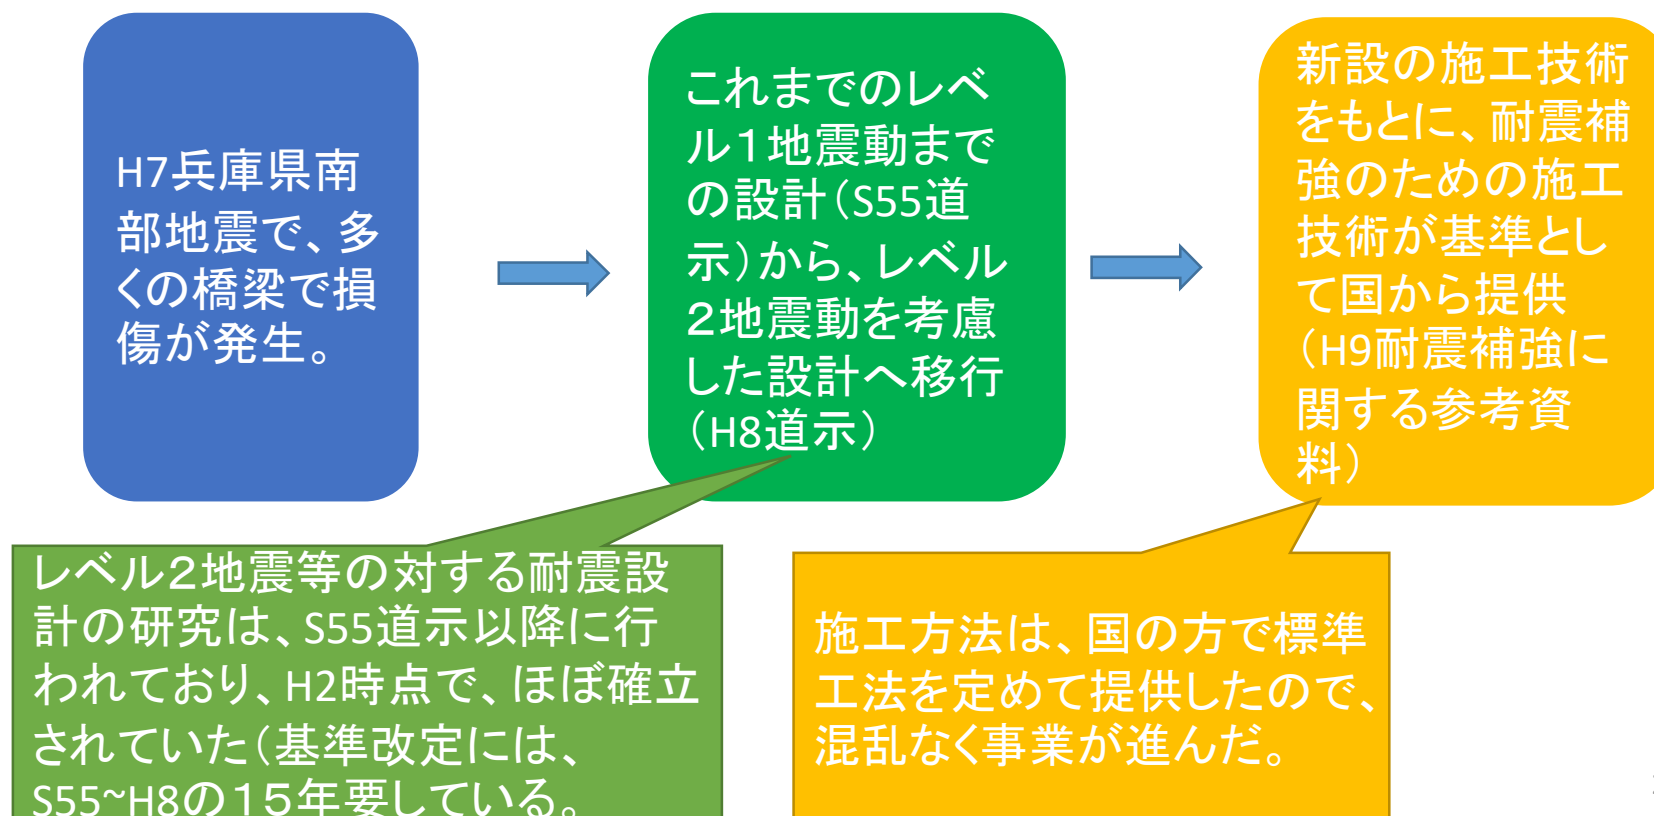 H7兵庫県南
部地震で、多
くの橋梁で損
傷が発生。
これまでのレベ
ル１地震動まで
の設計（S55道
示）から、レベル
２地震動を考慮
した設計へ移行
（H8道示）
新設の施工技術
をもとに、耐震補
強のための施工
技術が基準とし
て国から提供
（H9耐震補強に
関する参考資
料）
レベル２地震等の対する耐震設
計の研究は、S55道示以降に行
われており、H2時点で、ほぼ確立
されていた（基準改定には、
S55~H8の１５年要している。
施工方法は、国の方で標準
工法を定めて提供したので、
混乱なく事業が進んだ。